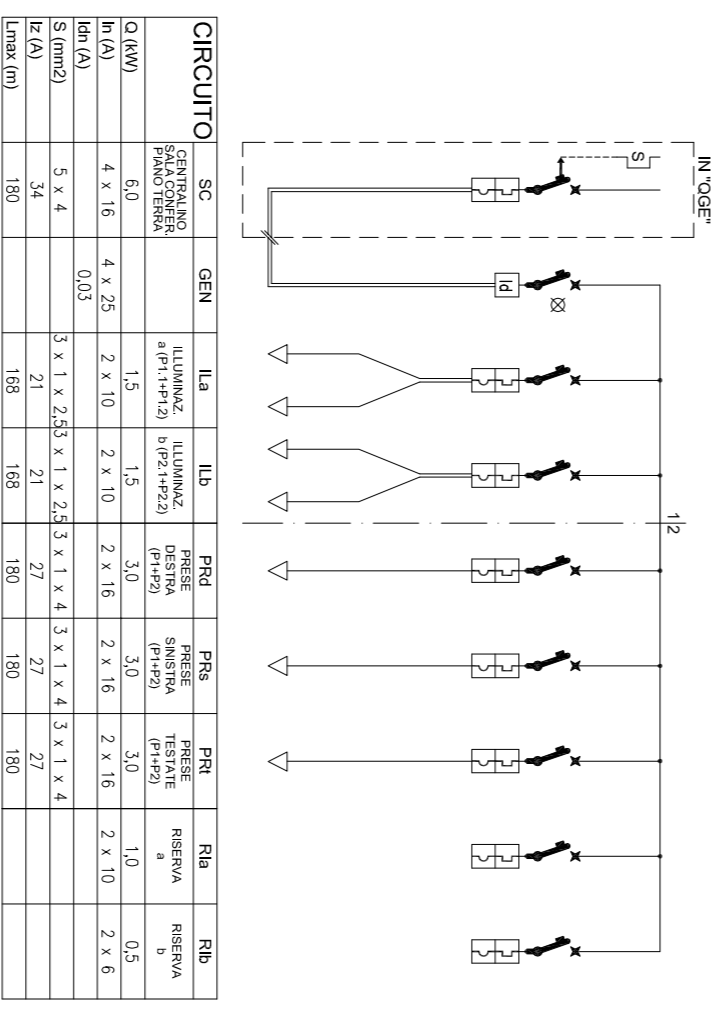 IN "QGE"
S
Id
1|2
CIRCUITO SC GEN ILa ILb PRd PRs PRt RIa RIb
CENTRALINO
SALA CONFER.
PIANO TERRA
ILLUMINAZ.
a (P1.1+P1.2)
ILLUMINAZ.
b (P2.1+P2.2)
PRESE
DESTRA
(P1+P2)
PRESE
SINISTRA
(P1+P2)
PRESE
TESTATE
(P1+P2)
RISERVA
a
RISERVA
b
Q (kW) 6,0 1,5 1,5 3,0 3,0 3,0 1,0 0,5
In (A) 4 x 16 4 x 25 2 x 10 2 x 10 2 x 16 2 x 16 2 x 16 2 x 10 2 x 6
Idn (A) 0,03
S (mm2) 5 x 4 3 x 1 x 2,5 3 x 1 x 2,5 3 x 1 x 4 3 x 1 x 4 3 x 1 x 4
Iz (A) 34 21 21 27 27 27
Lmax (m) 180 168 168 180 180 180